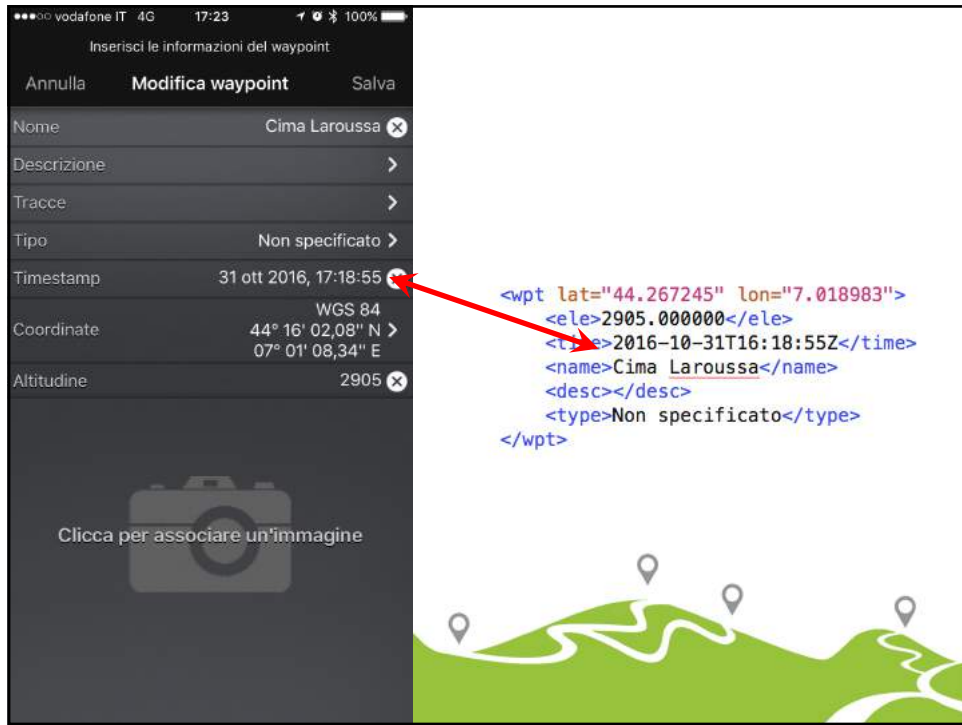 vodafone IT 4G 17:23 100%
Inserisci le informazioni del waypoint
Annulla Modifica waypoint Salva
Nome Cima Laroussa
Descrizione
Tracce
Tipo Non specificato
Timestamp 31 ott 2016, 17:18:55
WGS 84
Coordinate 44° 16' 02,08'' N
07° 01' 08,34'' E
Altitudine 2905
Clicca per associare un'immagine
<wpt lat="44.267245" lon="7.018983">
<ele>2905.000000</ele>
<time>2016-10-31T16:18:55Z</time>
<name>Cima Laroussa</name>
<desc></desc>
<type>Non specificato</type>
</wpt>